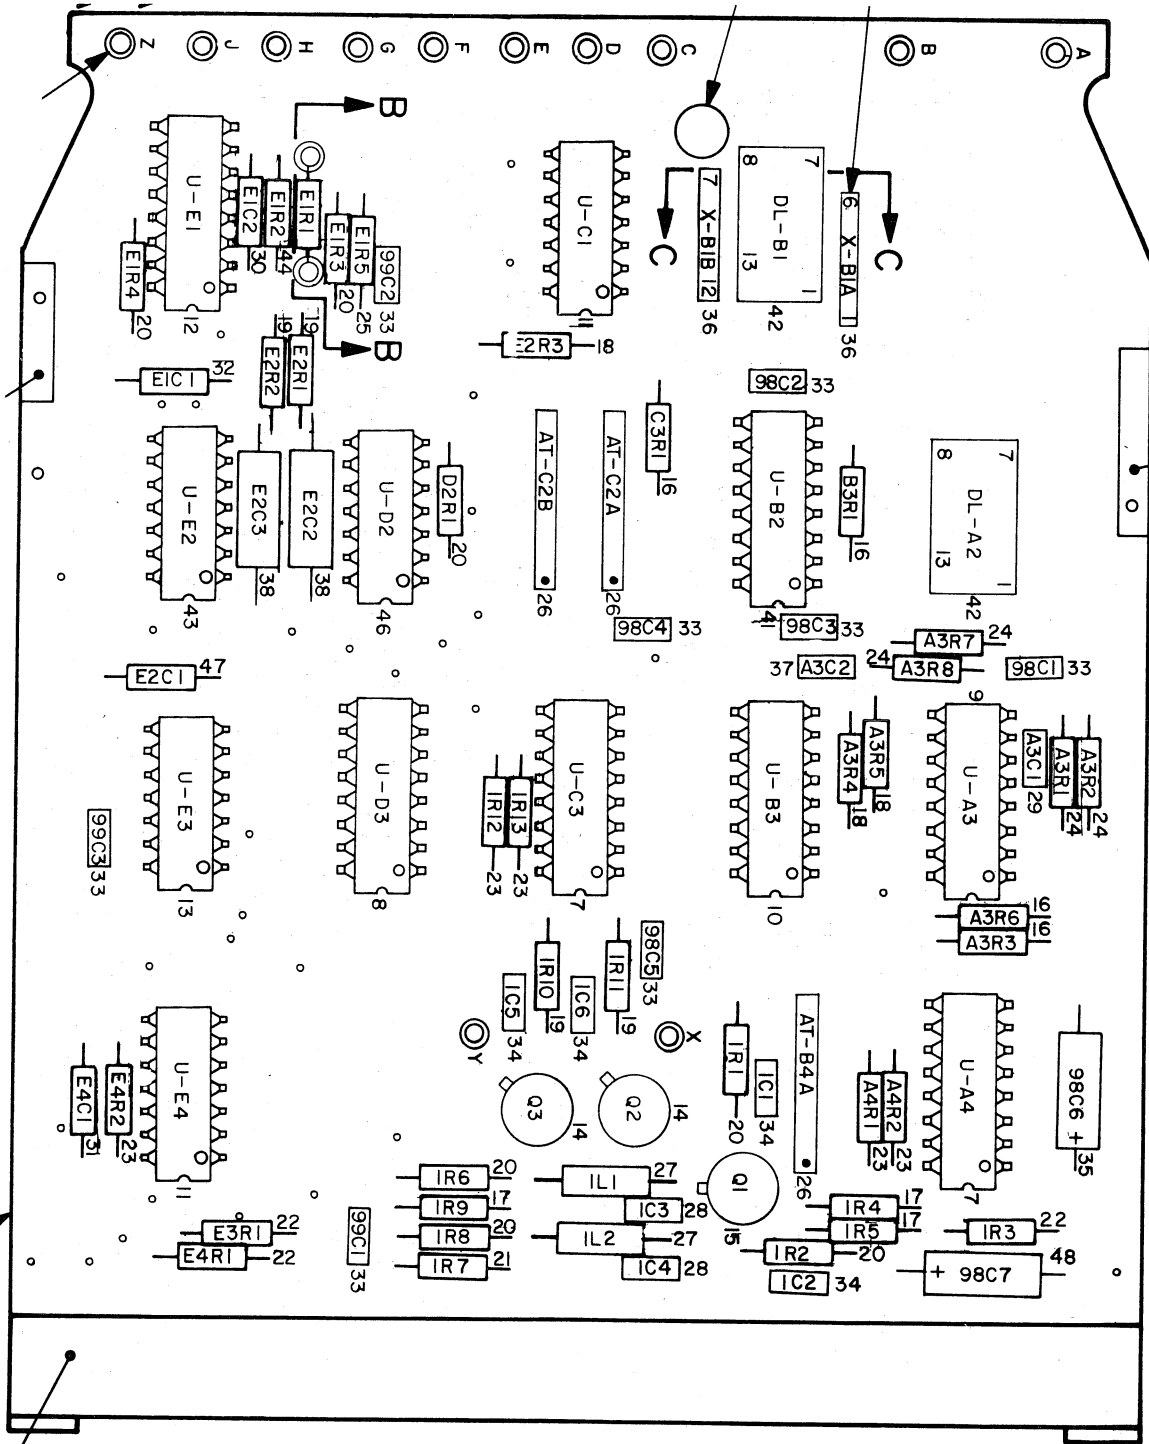 Z J H G F E D C B A
B
U-E1
12
E1C2
30
E1R2
44
E1R1
E1R3
20
E1R5
25
99C2
33
E1R4
20
B
U-C1
11
7 X-B1B 12
36
C
8 7
DL-B1
13 1
42
6 X-B1A 1
36
C
E2R3 18
E1C1 32
E2R2
19
E2R1
19
98C2 33
U-E2
43
E2C3
38
E2C2
38
U-D2
46
D2R1
20
AT-C2B
26
AT-C2A
26
C3R1
16
U-B2
41
B3R1
16
8 7
DL-A2
13 1
42
98C4 33
98C3 33
A3R7 24
37 A3C2
24 A3R8
98C1 33
E2C1 47
U-E3
13
99C3
33
U-D3
8
1R12
23
1R13
23
U-C3
7
U-B3
10
A3R4
18
A3R5
18
9
U-A3
A3C1
29
A3R1
24
A3R2
24
A3R6 16
A3R3 16
1C5
34
1R10
19
1C6
34
1R11
19
98C5
33
Y
X
E4C1
31
E4R2
23
U-E4
11
Q3
14
Q2
14
1R1
20
1C1
34
AT-B4A
26
A4R1
23
A4R2
23
U-A4
7
98C6 +
35
1R6 20
1R9 17
1R8 20
1R7 21
1L1 27
1C3 28
1L2 27
1C4 28
Q1
15
1R4 17
1R5 17
1R2 20
1C2 34
1R3 22
+ 98C7 48
E3R1 22
E4R1 22
99C1
33